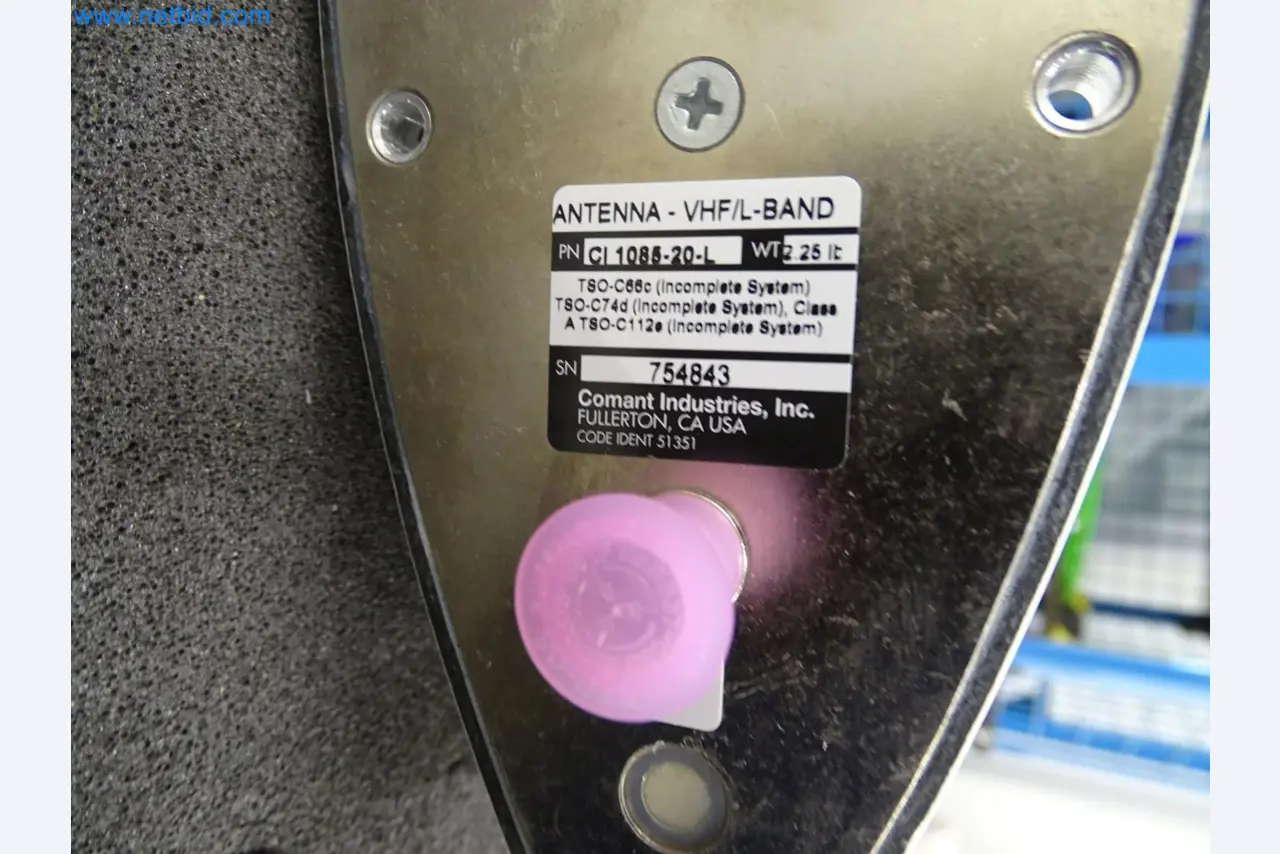 www.netbid.com
ANTENNA - VHF/L-BAND
PN CI 1085-20-L WT 2.25 lb
TSO-C66c (Incomplete System)
TSO-C74d (Incomplete System), Class
A TSO-C112e (Incomplete System)
SN 754843
Comant Industries, Inc.
FULLERTON, CA USA
CODE IDENT 51351